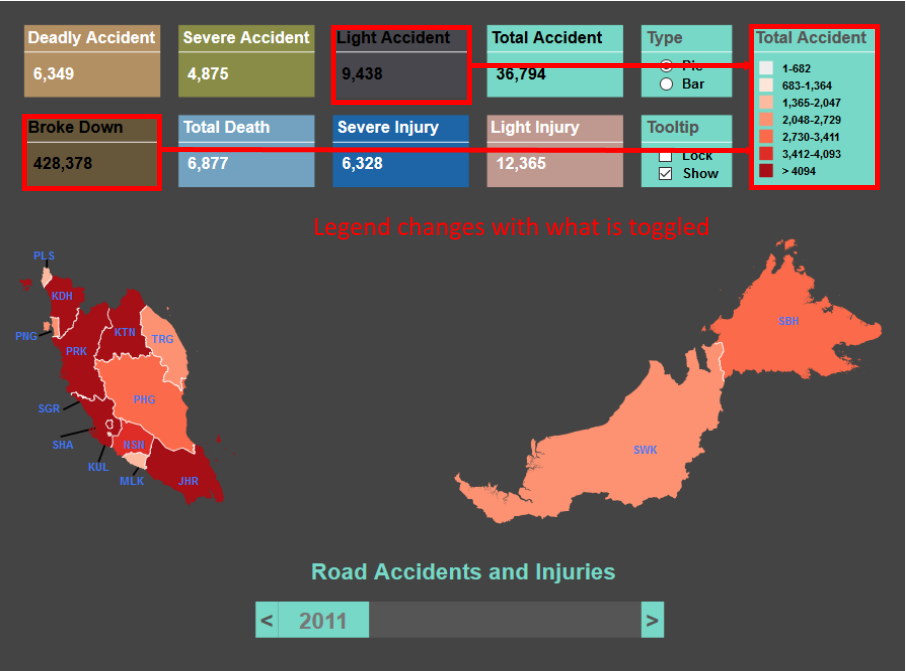 Deadly Accident
Severe Accident
Light Accident
Total Accident
Type
Total Accident
6,349
4,875
9,438
36,794
Pie
Bar
1-682
683-1,364
1,365-2,047
2,048-2,729
2,730-3,411
3,412-4,093
> 4094
Broke Down
Total Death
Severe Injury
Light Injury
Tooltip
428,378
6,877
6,328
12,365
Lock
Show
Legend changes with what is toggled
PLS
KDH
PNG
PRK
KTN
TRG
SGR
PHG
SHA
NSN
KUL
MLK
JHR
SBH
SWK
Road Accidents and Injuries
< 2011 >